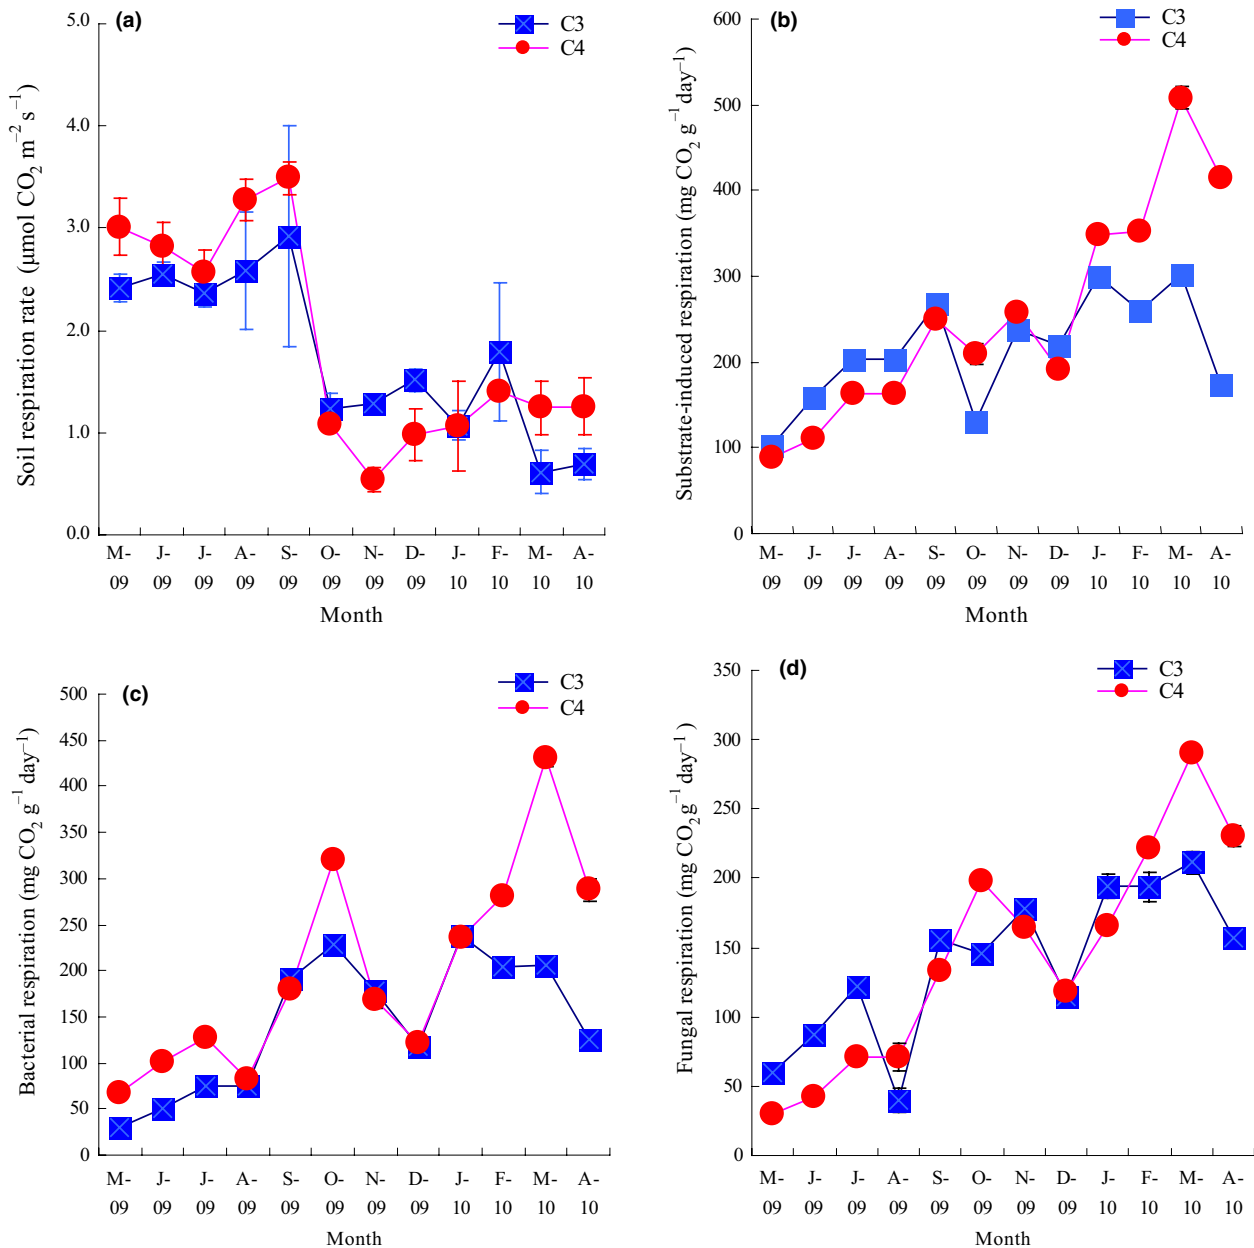 (a)
C3
C4
Soil respiration rate (μmol CO2 m−2 s−1)
5.0
4.0
3.0
2.0
1.0
0.0
M- J- J- A- S- O- N- D- J- F- M- A-
09 09 09 09 09 09 09 09 10 10 10 10
Month
(b)
C3
C4
Substrate-induced respiration (mg CO2 g−1 day−1)
600
500
400
300
200
100
0
M- J- J- A- S- O- N- D- J- F- M- A-
09 09 09 09 09 09 09 09 10 10 10 10
Month
(c)
C3
C4
Bacterial respiration (mg CO2 g−1 day−1)
500
450
400
350
300
250
200
150
100
50
0
M- J- J- A- S- O- N- D- J- F- M- A-
09 09 09 09 09 09 09 09 10 10 10 10
Month
(d)
C3
C4
Fungal respiration (mg CO2 g−1 day−1)
350
300
250
200
150
100
50
0
M- J- J- A- S- O- N- D- J- F- M- A-
09 09 09 09 09 09 09 09 10 10 10 10
Month